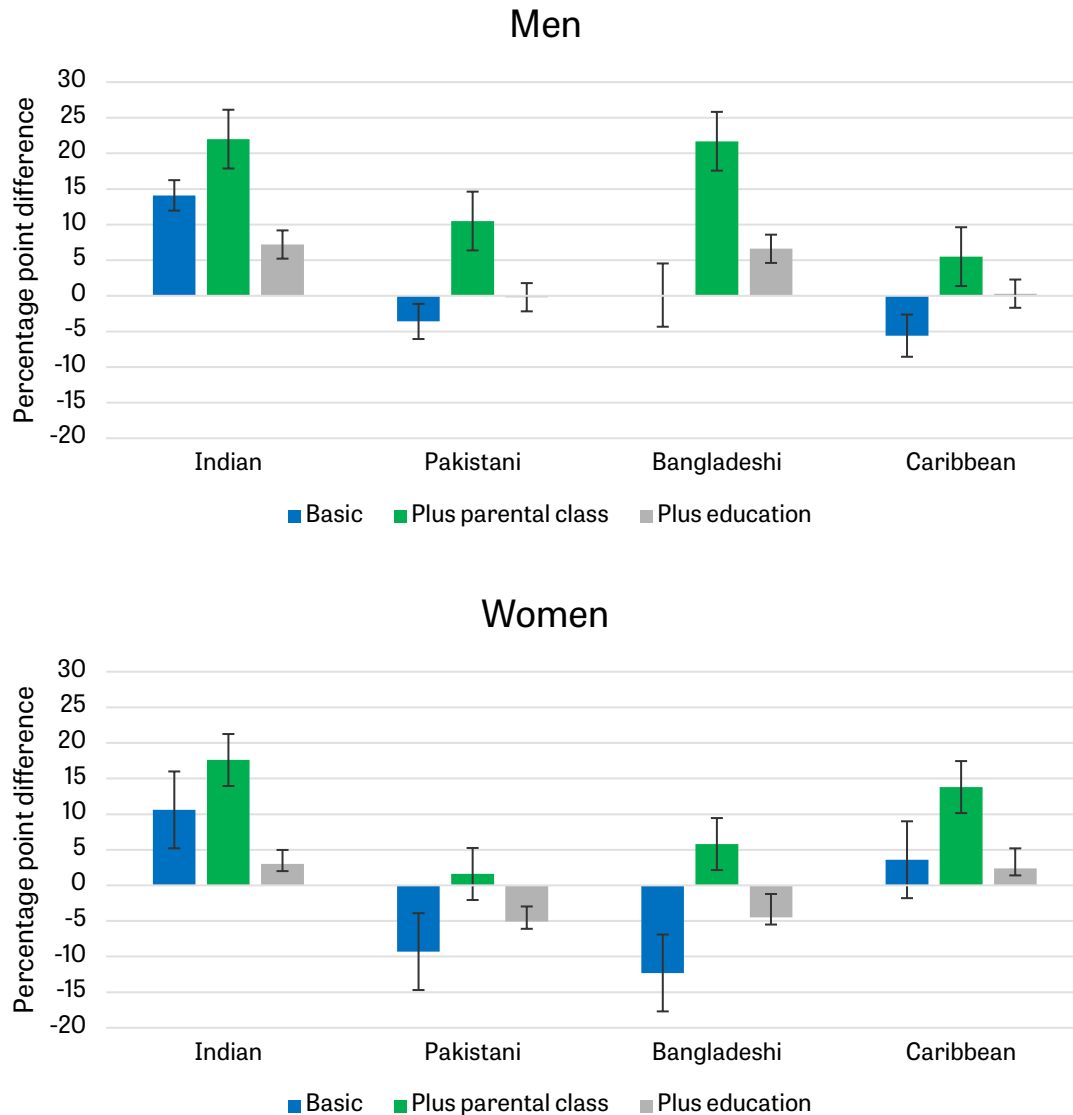 Men
Percentage point difference
30
25
20
15
10
5
0
-5
-10
-15
-20
Indian Pakistani Bangladeshi Caribbean
Basic Plus parental class Plus education
Women
Percentage point difference
30
25
20
15
10
5
0
-5
-10
-15
-20
Indian Pakistani Bangladeshi Caribbean
Basic Plus parental class Plus education